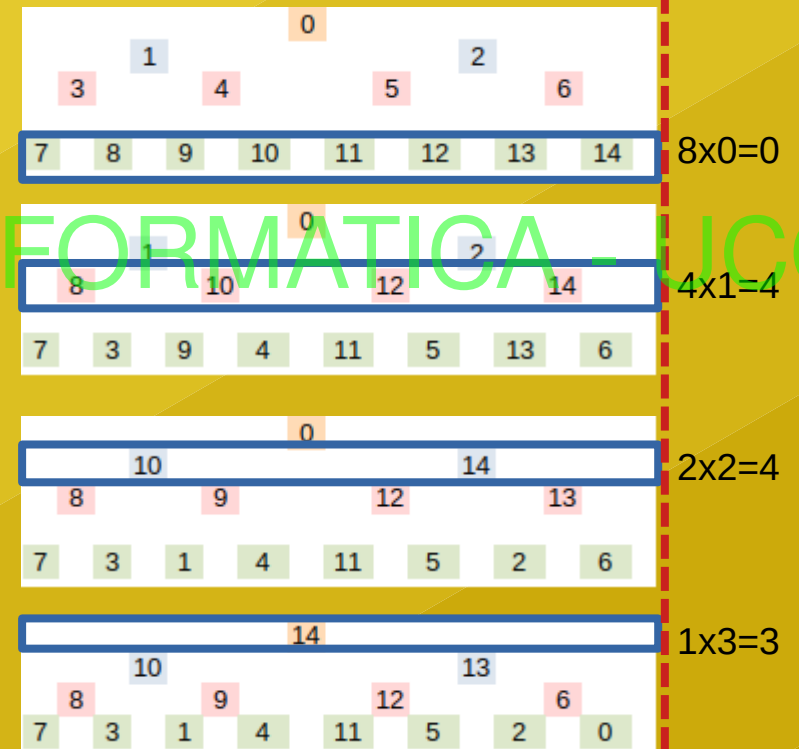 0
1 2
3 4 5 6
7 8 9 10 11 12 13 14 8x0=0
0
FORMATICA - UC
1 2
8 10 12 14 4x1=4
7 3 9 4 11 5 13 6
0
10 14 2x2=4
8 9 12 13
7 3 1 4 11 5 2 6
14 1x3=3
10 13
8 9 12 6
7 3 1 4 11 5 2 0